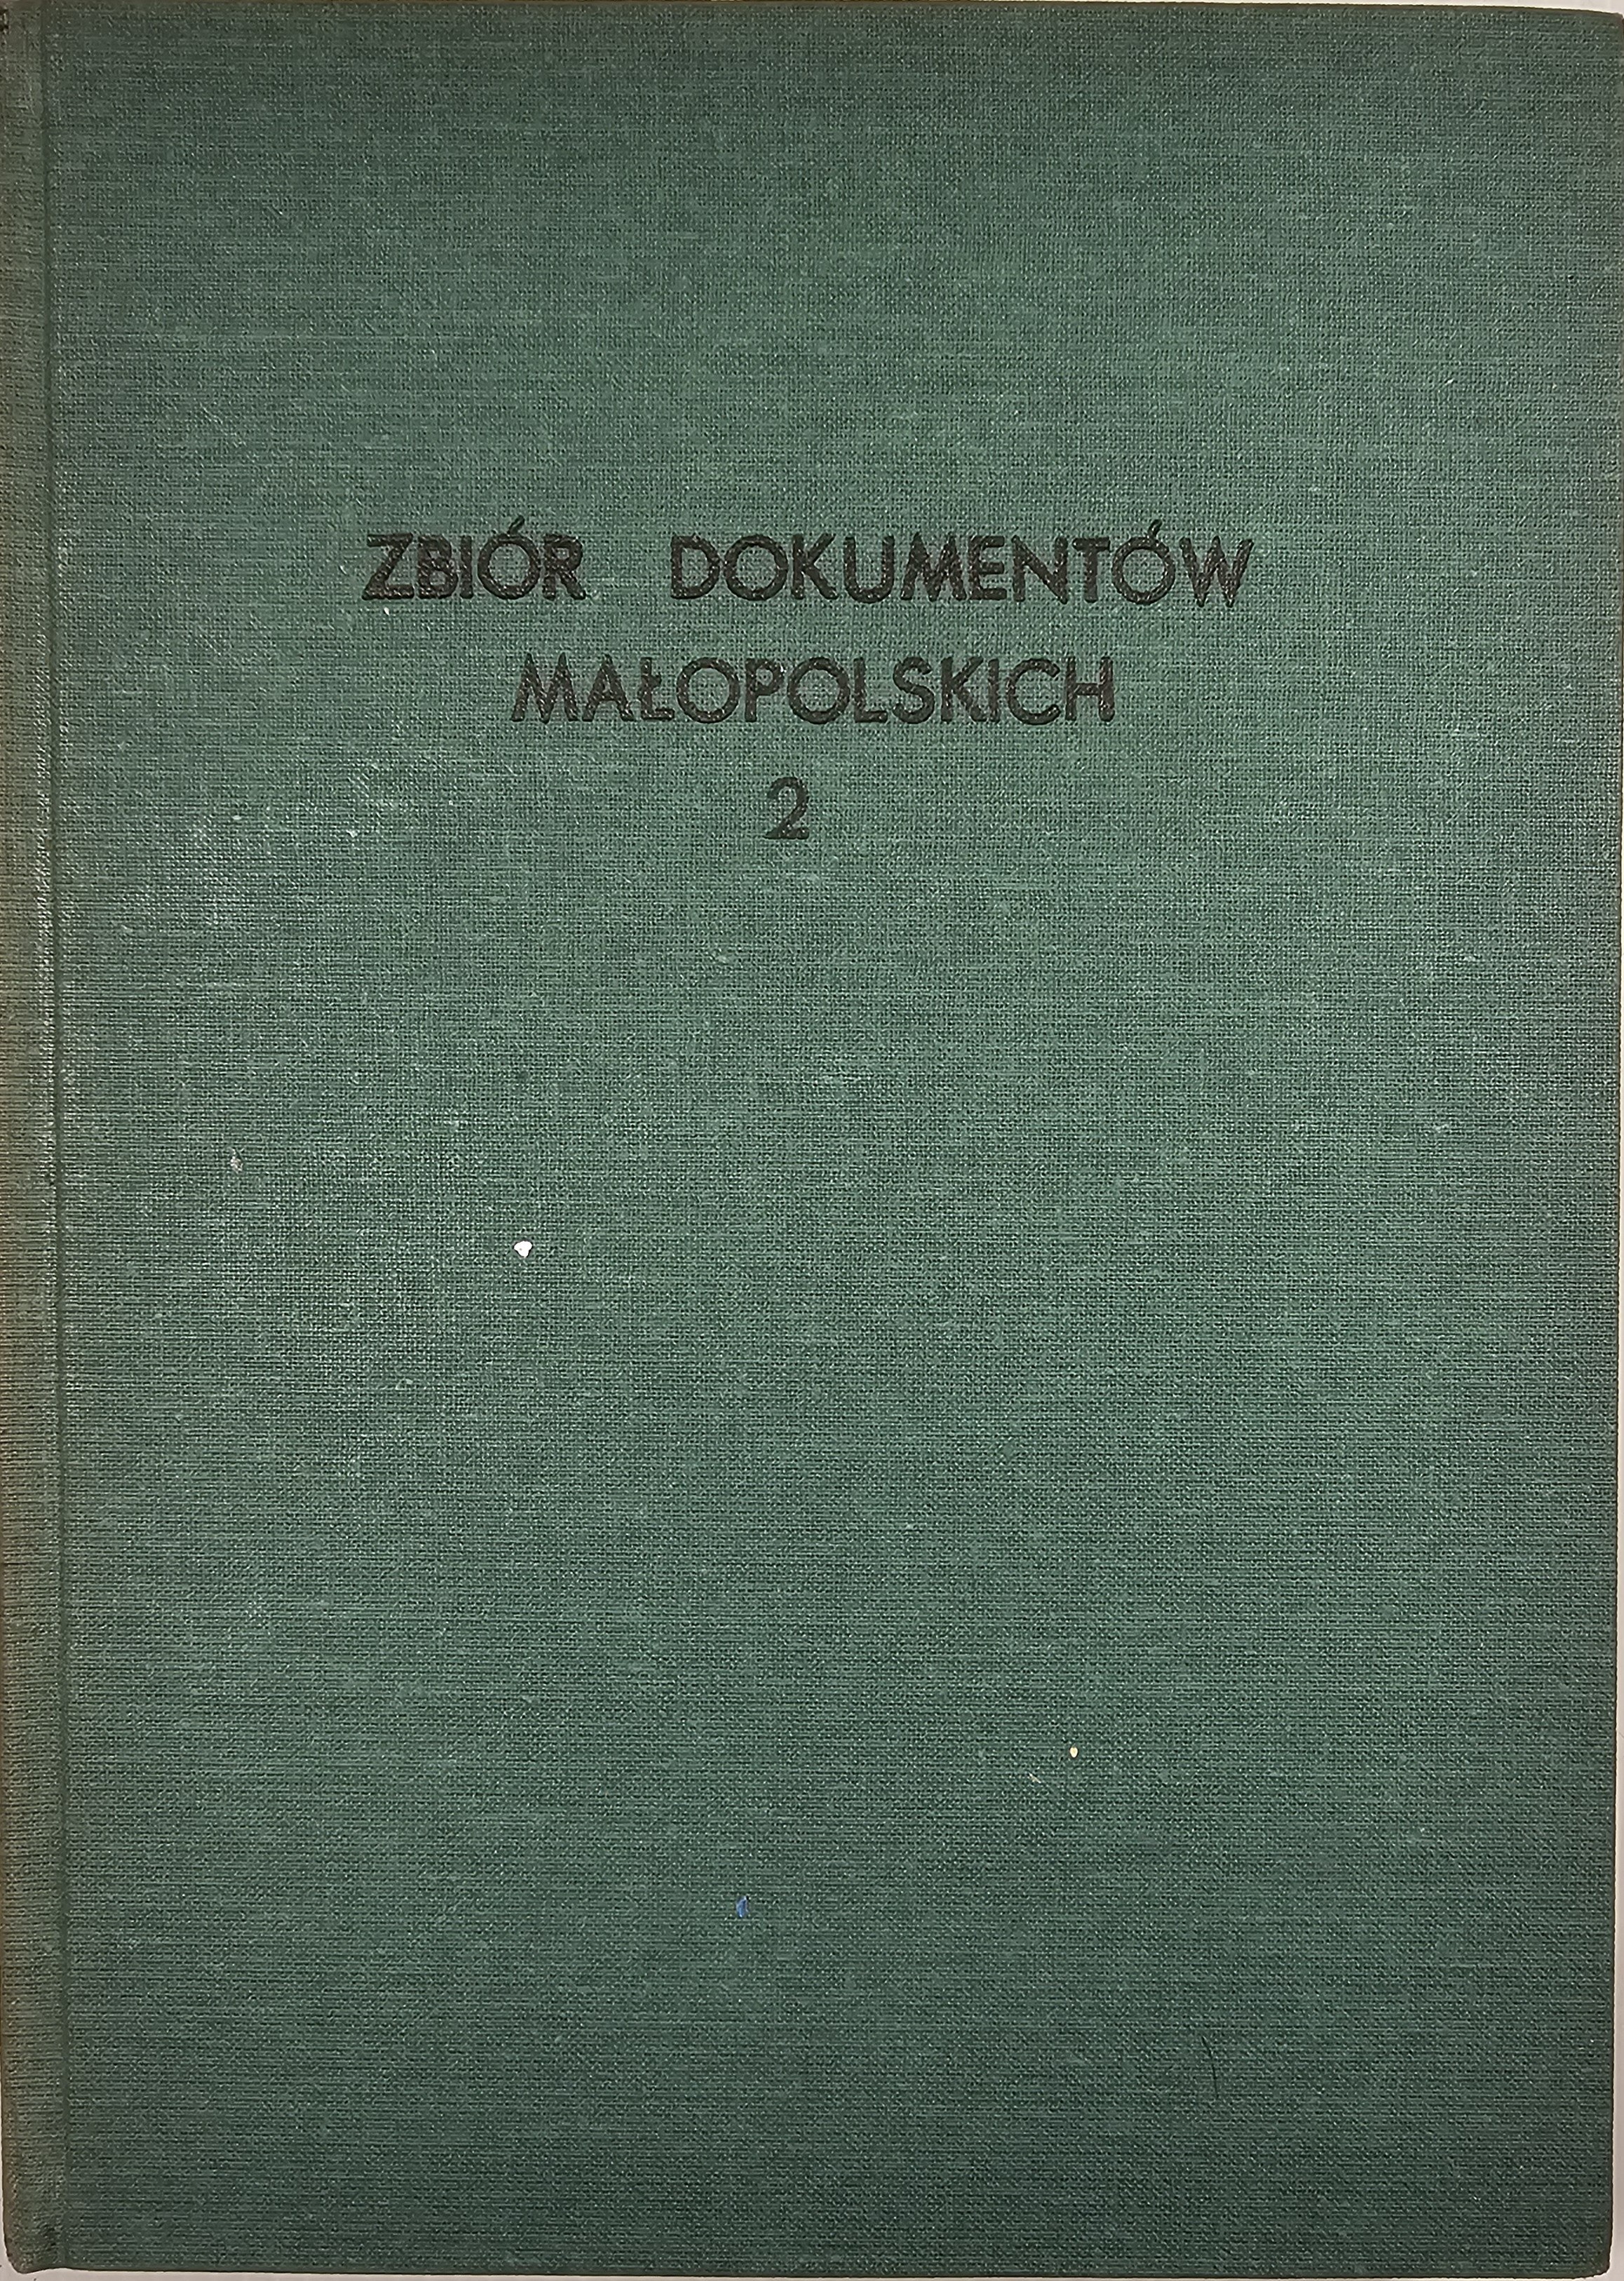 ZBIÓR DOKUMENTÓW
MAŁOPOLSKICH
2